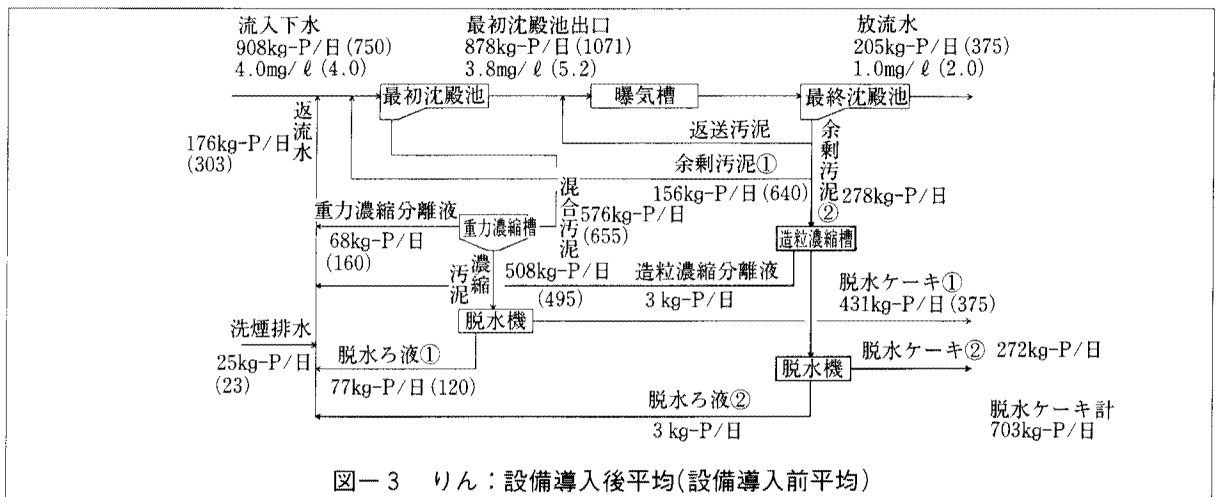 流入下水
908kg-P/日(750)
4.0mg/ℓ(4.0)
最初沈殿池出口
878kg-P/日(1071)
3.8mg/ℓ(5.2)
放流水
205kg-P/日(375)
1.0mg/ℓ(2.0)
最初沈殿池
曝気槽
最終沈殿池
返流水
176kg-P/日
(303)
返送汚泥
余剰汚泥①
156kg-P/日(640)
余剰汚泥②
278kg-P/日
混合汚泥
576kg-P/日
(655)
重力濃縮分離液
68kg-P/日
(160)
重力濃縮槽
造粒濃縮槽
濃縮
汚泥
508kg-P/日
(495)
造粒濃縮分離液
3kg-P/日
脱水ケーキ①
431kg-P/日(375)
脱水機
洗煙排水
25kg-P/日
(23)
脱水ろ液①
77kg-P/日(120)
脱水機
脱水ケーキ② 272kg-P/日
脱水ろ液②
3kg-P/日
脱水ケーキ計
703kg-P/日
図－3 りん：設備導入後平均(設備導入前平均)